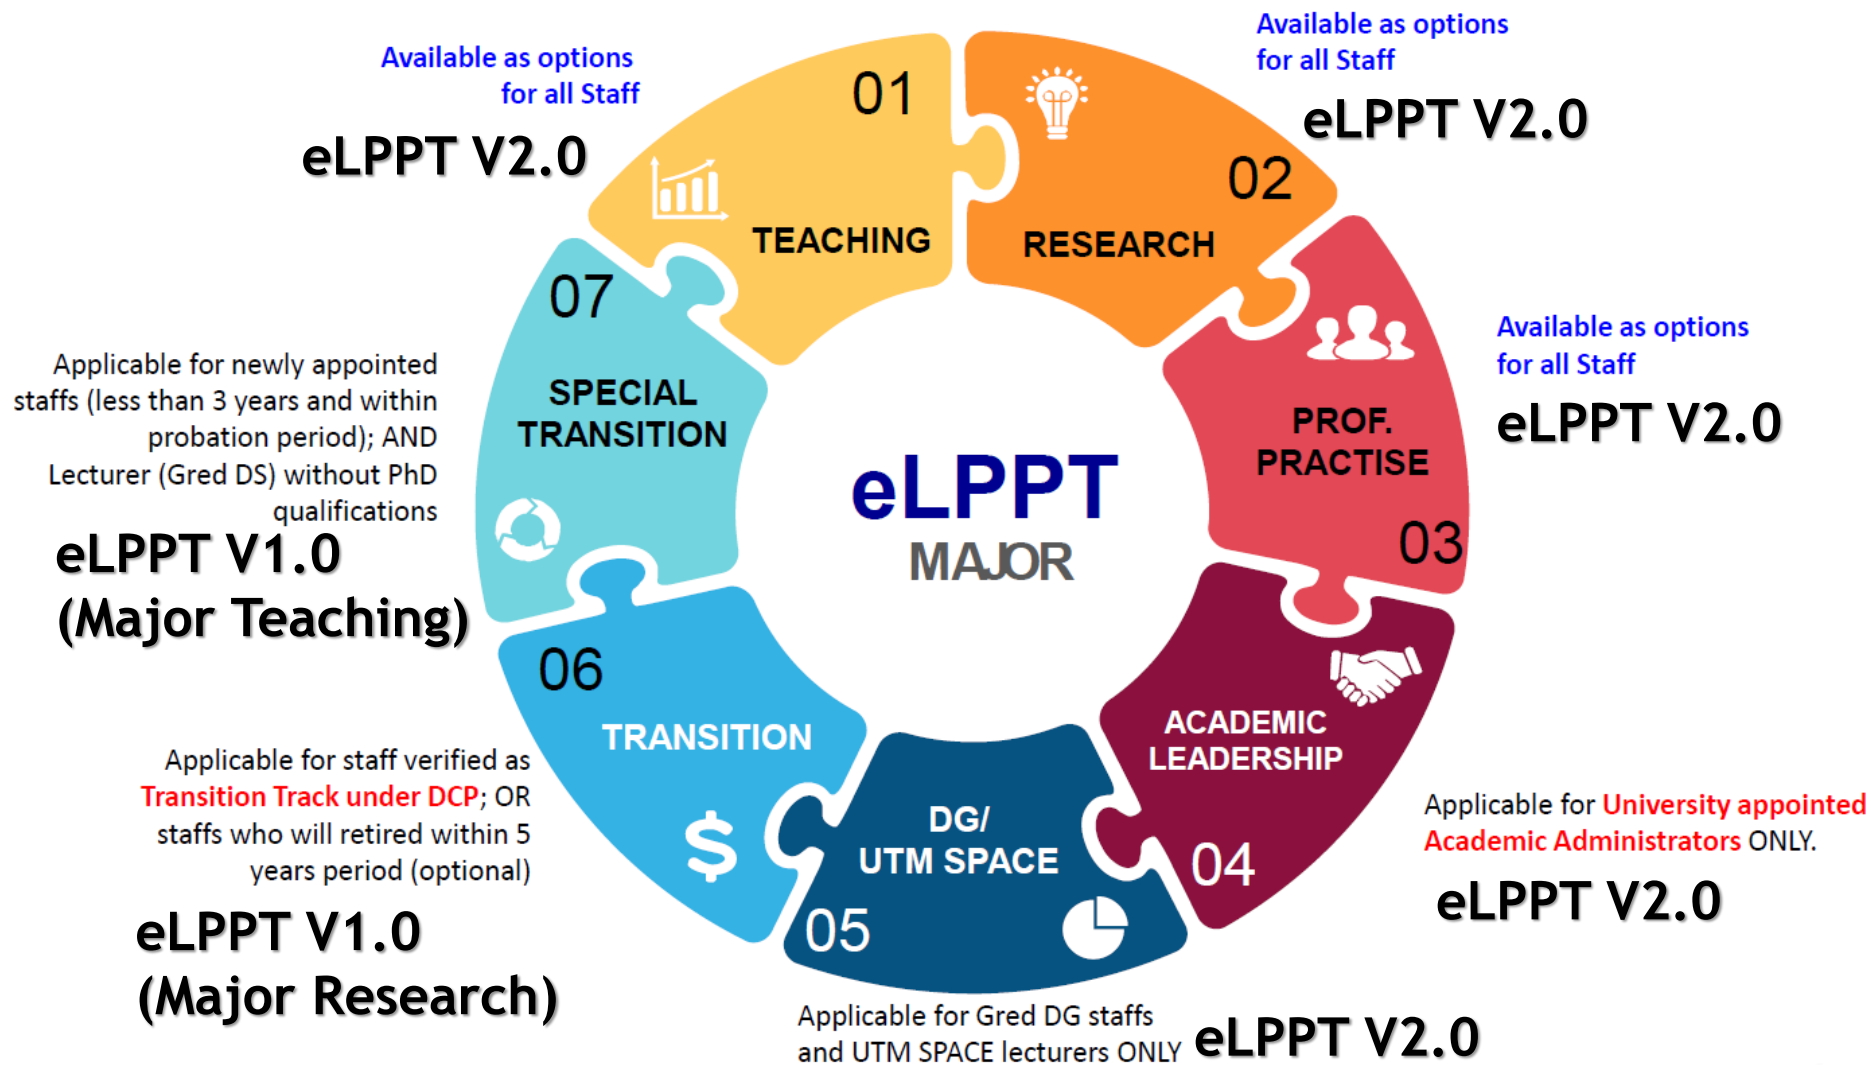 Available as options
for all Staff
eLPPT V2.0
01
TEACHING
Available as options
for all Staff
eLPPT V2.0
02
RESEARCH
Available as options
for all Staff
eLPPT V2.0
PROF.
PRACTISE
03
ACADEMIC
LEADERSHIP
04
Applicable for University appointed
Academic Administrators ONLY.
eLPPT V2.0
DG/
UTM SPACE
05
Applicable for Gred DG staffs
and UTM SPACE lecturers ONLY
eLPPT V2.0
06
TRANSITION
$
Applicable for staff verified as
Transition Track under DCP; OR
staffs who will retired within 5
years period (optional)
eLPPT V1.0
(Major Research)
07
SPECIAL
TRANSITION
Applicable for newly appointed
staffs (less than 3 years and within
probation period); AND
Lecturer (Gred DS) without PhD
qualifications
eLPPT V1.0
(Major Teaching)
eLPPT
MAJOR